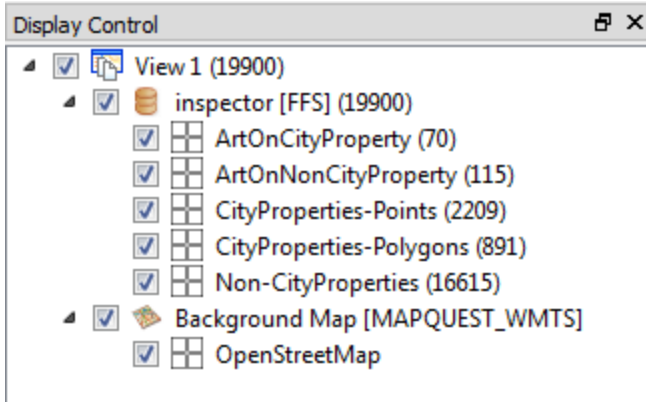 Display Control
View 1 (19900)
inspector [FFS] (19900)
ArtOnCityProperty (70)
ArtOnNonCityProperty (115)
CityProperties-Points (2209)
CityProperties-Polygons (891)
Non-CityProperties (16615)
Background Map [MAPQUEST_WMTS]
OpenStreetMap